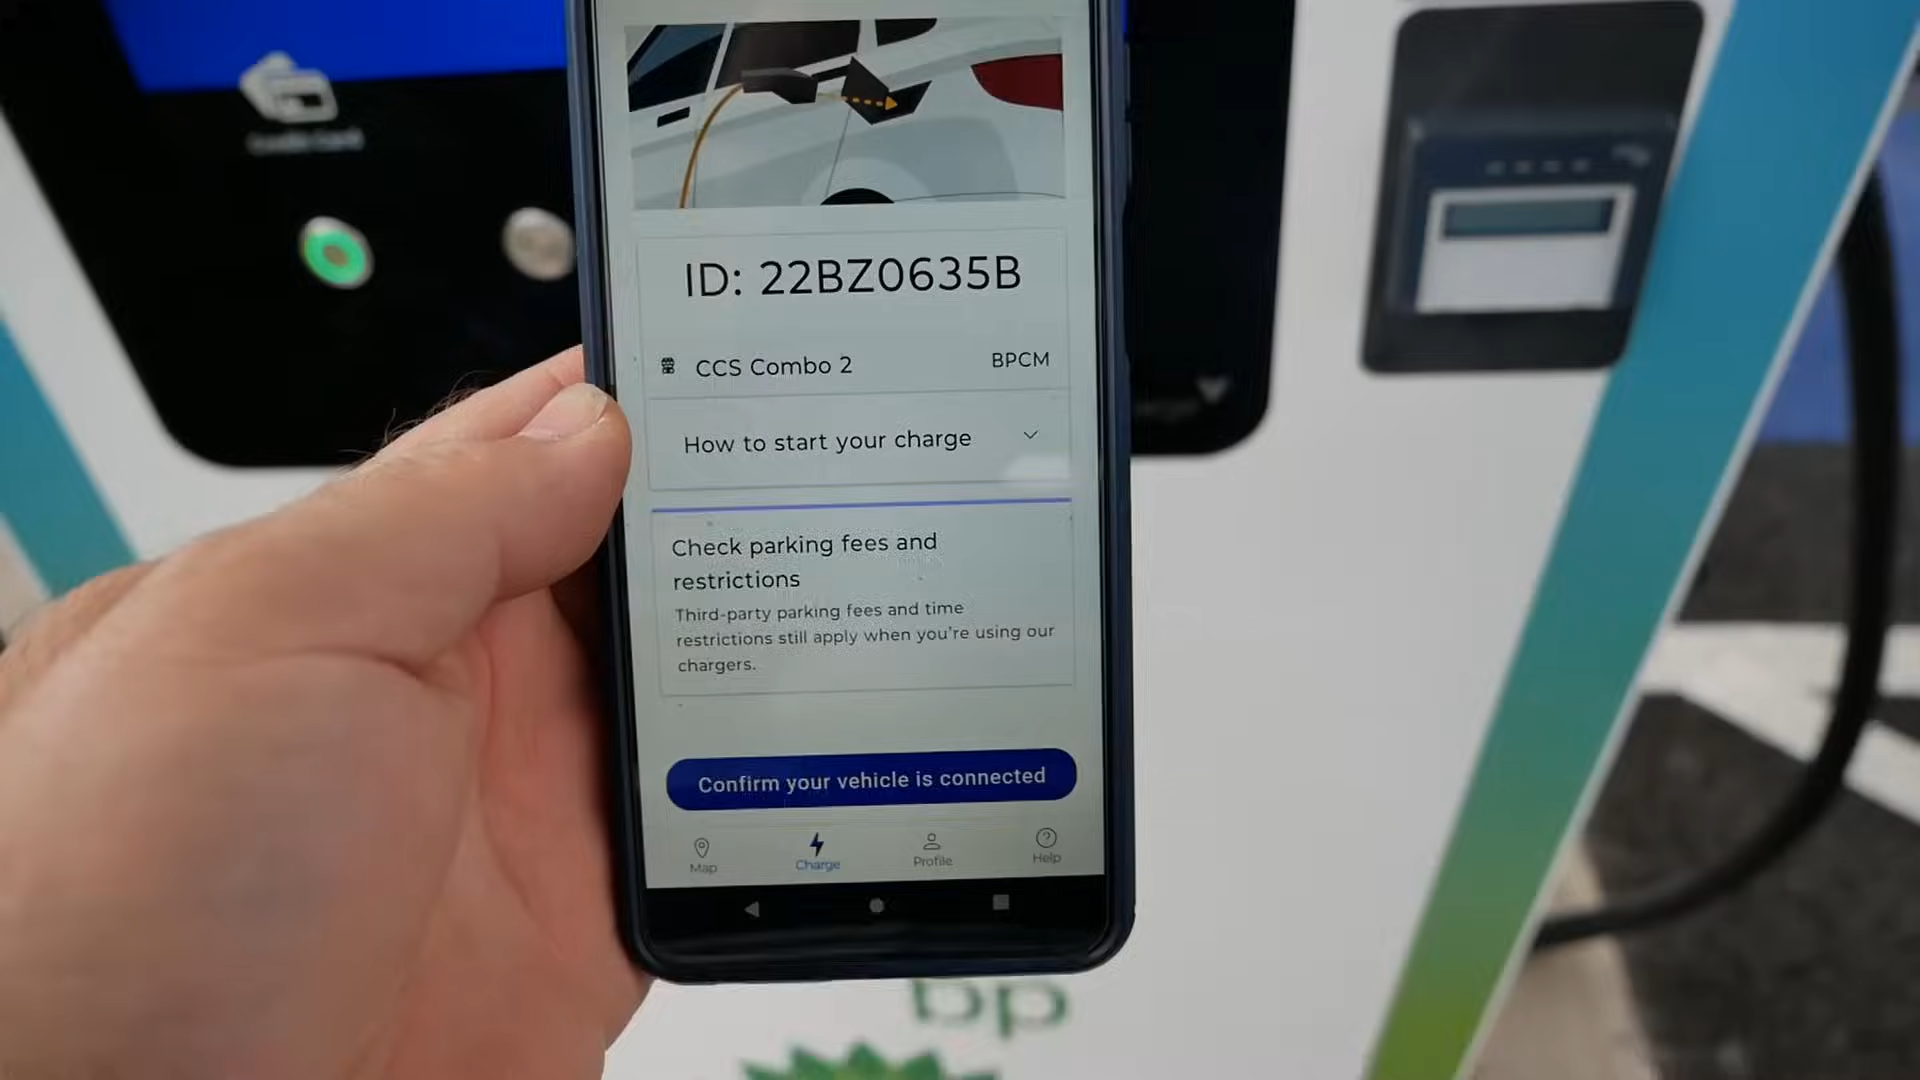 ID: 22BZ0635B
CCS Combo 2
BPCM
How to start your charge
Check parking fees and
restrictions
Third-party parking fees and time
restrictions still apply when you're using our
chargers.
Confirm your vehicle is connected
Map
Charge
Profile
Help
bp